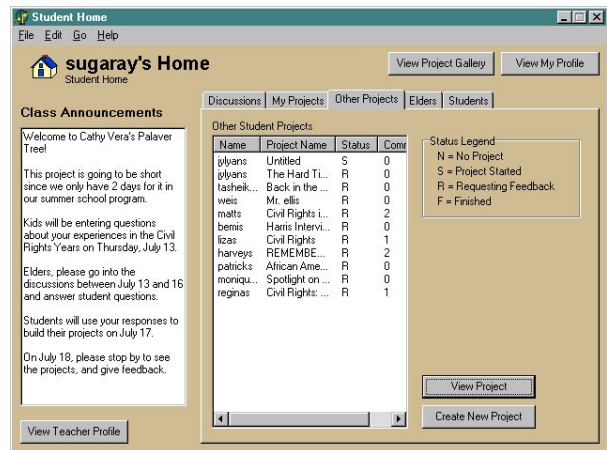 Student Home
File Edit Go Help
sugaray's Home
Student Home
View Project Gallery
View My Profile
Class Announcements
Welcome to Cathy Vera's Palaver
Tree!
This project is going to be short
since we only have 2 days for it in
our summer school program.
Kids will be entering questions
about your experiences in the Civil
Rights Years on Thursday, July 13.
Elders, please go into the
discussions between July 13 and 16
and answer student questions.
Students will use your responses to
build their projects on July 17.
On July 18, please stop by to see
the projects, and give feedback.
View Teacher Profile
Discussions My Projects Other Projects Elders Students
Other Student Projects
Name Project Name Status Comr
jylyans Untitled S 0
jylyans The Hard Ti... R 0
tasheik... Back in the ... R 0
weis Mr. ellis R 0
matts Civil Rights i... R 2
bemis Harris Intervi... R 0
lizas Civil Rights R 1
harveys REMEMBE... R 2
patricks African Ame... R 0
moniqu... Spotlight on ... R 0
reginas Civil Rights: ... R 1
Status Legend
N = No Project
S = Project Started
R = Requesting Feedback
F = Finished
View Project
Create New Project